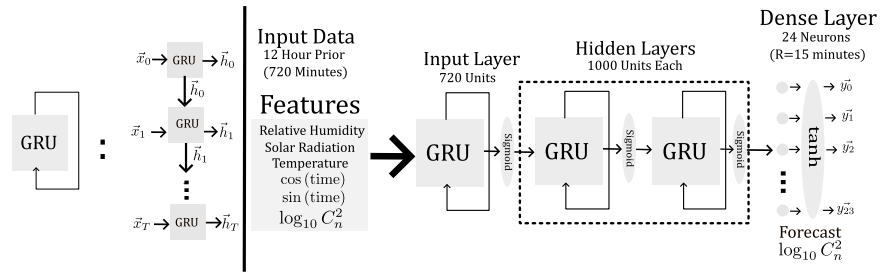 GRU
:
x⃗₀ GRU h⃗₀
h⃗₀
x⃗₁ GRU h⃗₁
h⃗₁
x⃗_T GRU h⃗_T
Input Data
12 Hour Prior
(720 Minutes)
Features
Relative Humidity
Solar Radiation
Temperature
cos (time)
sin (time)
log₁₀ Cₙ²
Input Layer
720 Units
GRU
Sigmoid
Hidden Layers
1000 Units Each
GRU
Sigmoid
GRU
Sigmoid
Dense Layer
24 Neurons
(R=15 minutes)
tanh
y⃗₀
y⃗₁
y⃗₂
y⃗₂₃
Forecast
log₁₀ Cₙ²